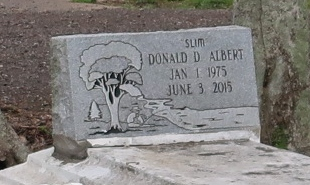 SLIM
DONALD D. ALBERT
JAN 1 1975
JUNE 3 2015